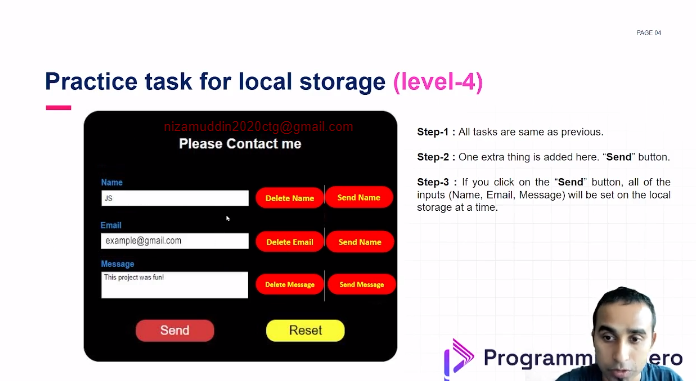 PAGE 04
Practice task for local storage (level-4)
nizamuddin2020ctg@gmail.com
Please Contact me
Name
JS
Delete Name
Send Name
Email
example@gmail.com
Delete Email
Send Name
Message
This project was fun!
Delete Message
Send Message
Send
Reset
Step-1 : All tasks are same as previous.
Step-2 : One extra thing is added here. “Send” button.
Step-3 : If you click on the “Send” button, all of the
inputs (Name, Email, Message) will be set on the local
storage at a time.